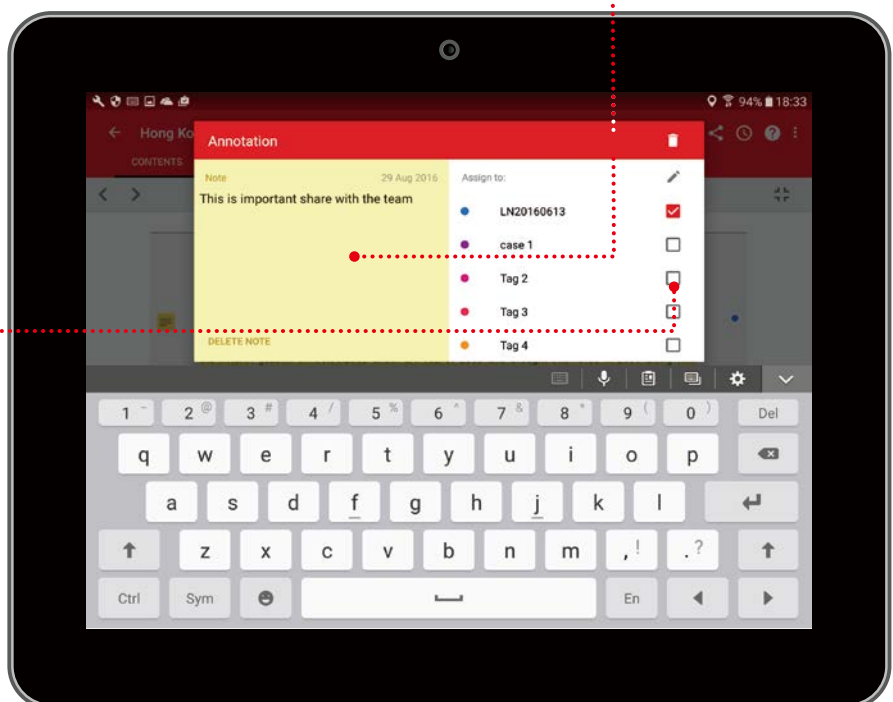 94% 18:33
Hong Ko
CONTENTS
Annotation
Note 29 Aug 2016
This is important share with the team
DELETE NOTE
Assign to:
LN20160613
case 1
Tag 2
Tag 3
Tag 4
1 - 2 @ 3 # 4 / 5 % 6 ^ 7 & 8 * 9 ( 0 ) Del
q w e r t y u i o p
a s d f g h j k l
z x c v b n m , ! . ?
Ctrl Sym En